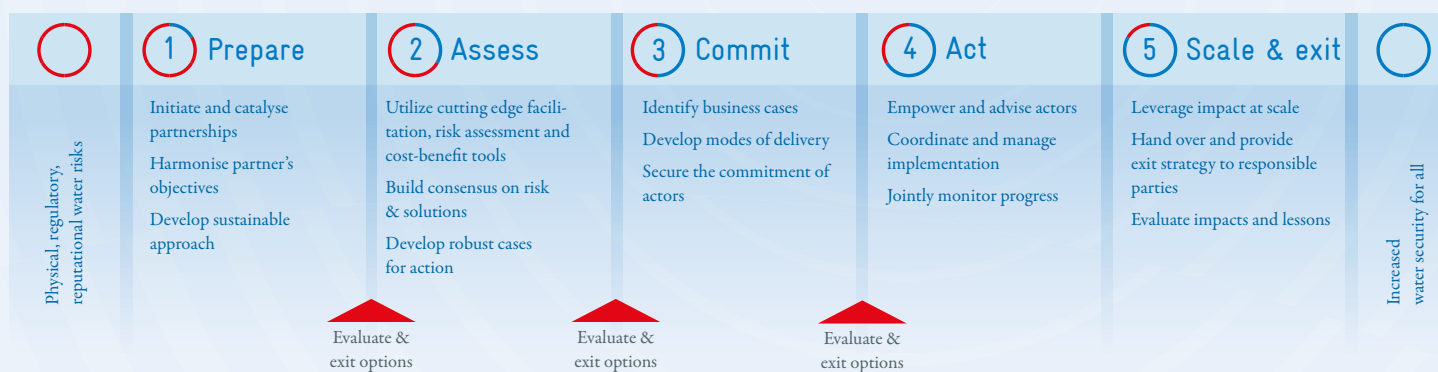 Physical, regulatory,
reputational water risks
1 Prepare
Initiate and catalyse
partnerships
Harmonise partner's
objectives
Develop sustainable
approach
2 Assess
Utilize cutting edge facili-
tation, risk assessment and
cost-benefit tools
Build consensus on risk
& solutions
Develop robust cases
for action
3 Commit
Identify business cases
Develop modes of delivery
Secure the commitment of
actors
4 Act
Empower and advise actors
Coordinate and manage
implementation
Jointly monitor progress
5 Scale & exit
Leverage impact at scale
Hand over and provide
exit strategy to responsible
parties
Evaluate impacts and lessons
Increased
water security for all
Evaluate &
exit options
Evaluate &
exit options
Evaluate &
exit options